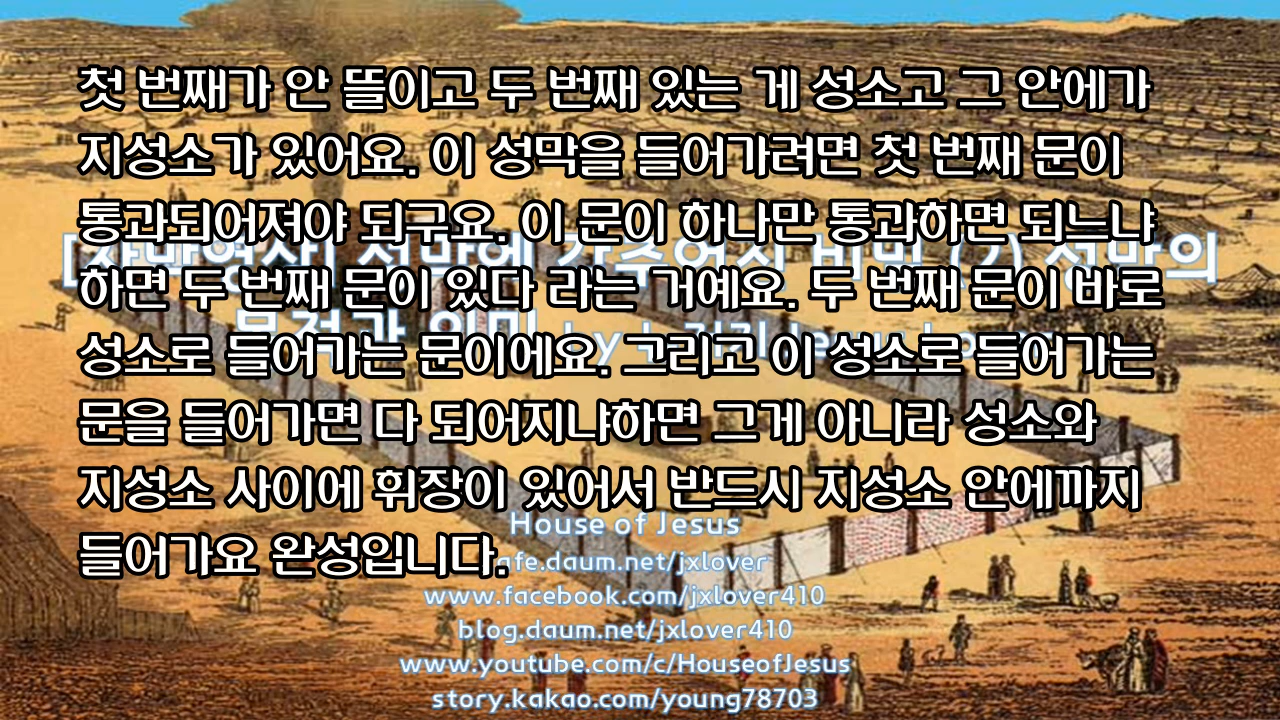 첫 번째가 안 뜰이고 두 번째 있는 게 성소고 그 안에가
지성소가 있어요. 이 성막을 들어가려면 첫 번째 문이
통과되어져야 되구요. 이 문이 하나만 통과하면 되느냐
하면 두 번째 문이 있다 라는 거예요. 두 번째 문이 바로
성소로 들어가는 문이에요. 그리고 이 성소로 들어가는
문을 들어가면 다 되어지냐하면 그게 아니라 성소와
지성소 사이에 휘장이 있어서 반드시 지성소 안에까지
들어가요 완성입니다.
House of Jesus
afe.daum.net/jxlover
www.facebook.com/jxlover410
blog.daum.net/jxlover410
www.youtube.com/c/HouseofJesus
story.kakao.com/young78703